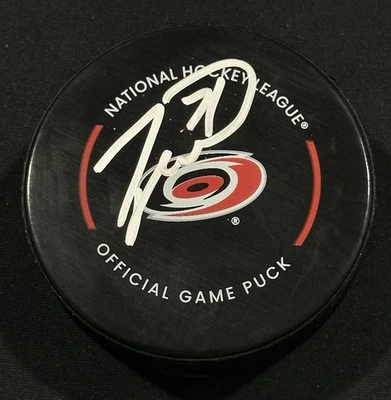 NATIONAL HOCKEY LEAGUE®
®
OFFICIAL GAME PUCK